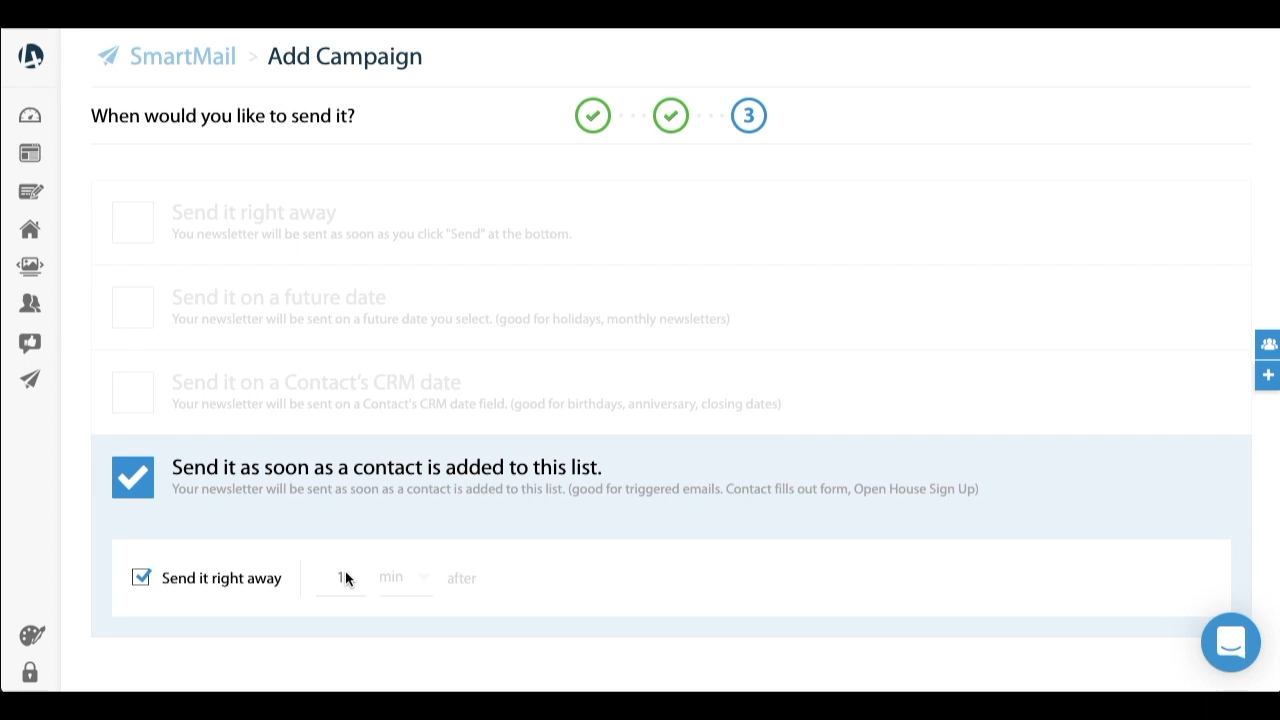 SmartMail > Add Campaign
When would you like to send it?
3
Send it right away
You newsletter will be sent as soon as you click "Send" at the bottom.
Send it on a future date
Your newsletter will be sent on a future date you select. (good for holidays, monthly newsletters)
Send it on a Contact's CRM date
Your newsletter will be sent on a Contact's CRM date field. (good for birthdays, anniversary, closing dates)
Send it as soon as a contact is added to this list.
Your newsletter will be sent as soon as a contact is added to this list. (good for triggered emails. Contact fills out form, Open House Sign Up)
Send it right away min after